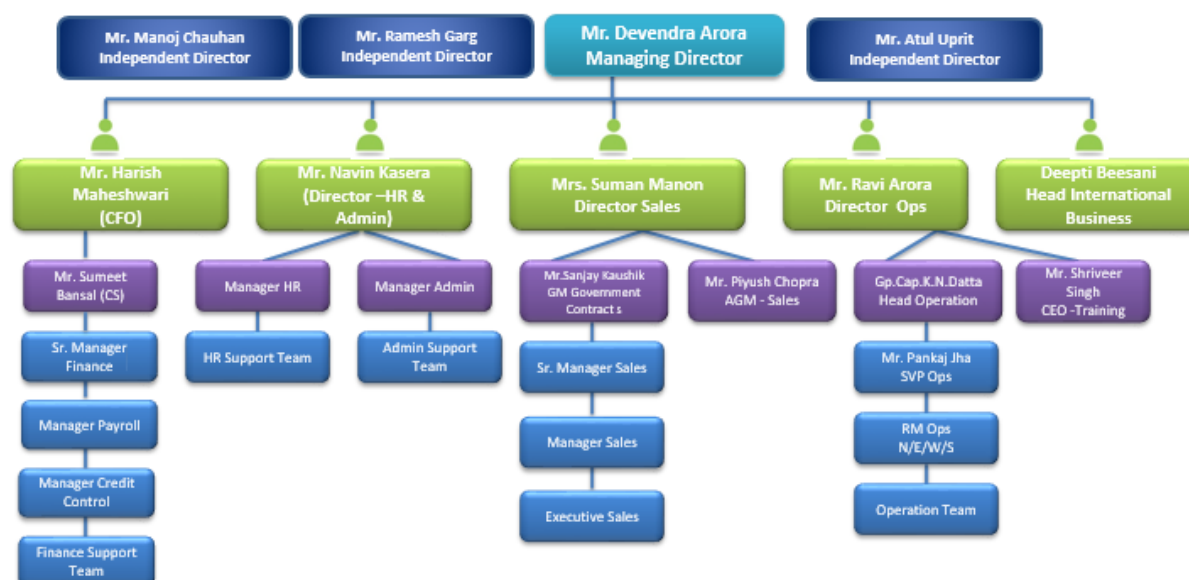 Mr. Manoj Chauhan
Independent Director
Mr. Ramesh Garg
Independent Director
Mr. Devendra Arora
Managing Director
Mr. Atul Uprit
Independent Director
Mr. Harish
Maheshwari
(CFO)
Mr. Navin Kasera
(Director –HR &
Admin)
Mrs. Suman Manon
Director Sales
Mr. Ravi Arora
Director Ops
Deepti Beesani
Head International
Business
Mr. Sumeet
Bansal (CS)
Manager HR
Manager Admin
Mr.Sanjay Kaushik
GM Government
Contract s
Mr. Piyush Chopra
AGM - Sales
Gp.Cap.K.N.Datta
Head Operation
Mr. Shriveer
Singh
CEO -Training
Sr. Manager
Finance
HR Support Team
Admin Support
Team
Sr. Manager Sales
Mr. Pankaj Jha
SVP Ops
Manager Payroll
Manager Sales
RM Ops
N/E/W/S
Manager Credit
Control
Executive Sales
Operation Team
Finance Support
Team